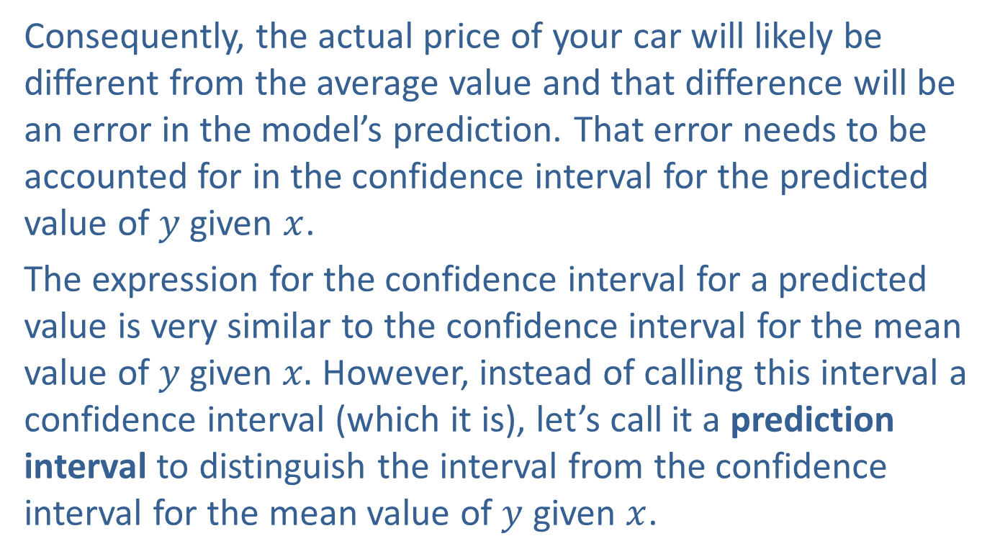 Consequently, the actual price of your car will likely be
different from the average value and that difference will be
an error in the model’s prediction. That error needs to be
accounted for in the confidence interval for the predicted
value of y given x.
The expression for the confidence interval for a predicted
value is very similar to the confidence interval for the mean
value of y given x. However, instead of calling this interval a
confidence interval (which it is), let’s call it a prediction
interval to distinguish the interval from the confidence
interval for the mean value of y given x.